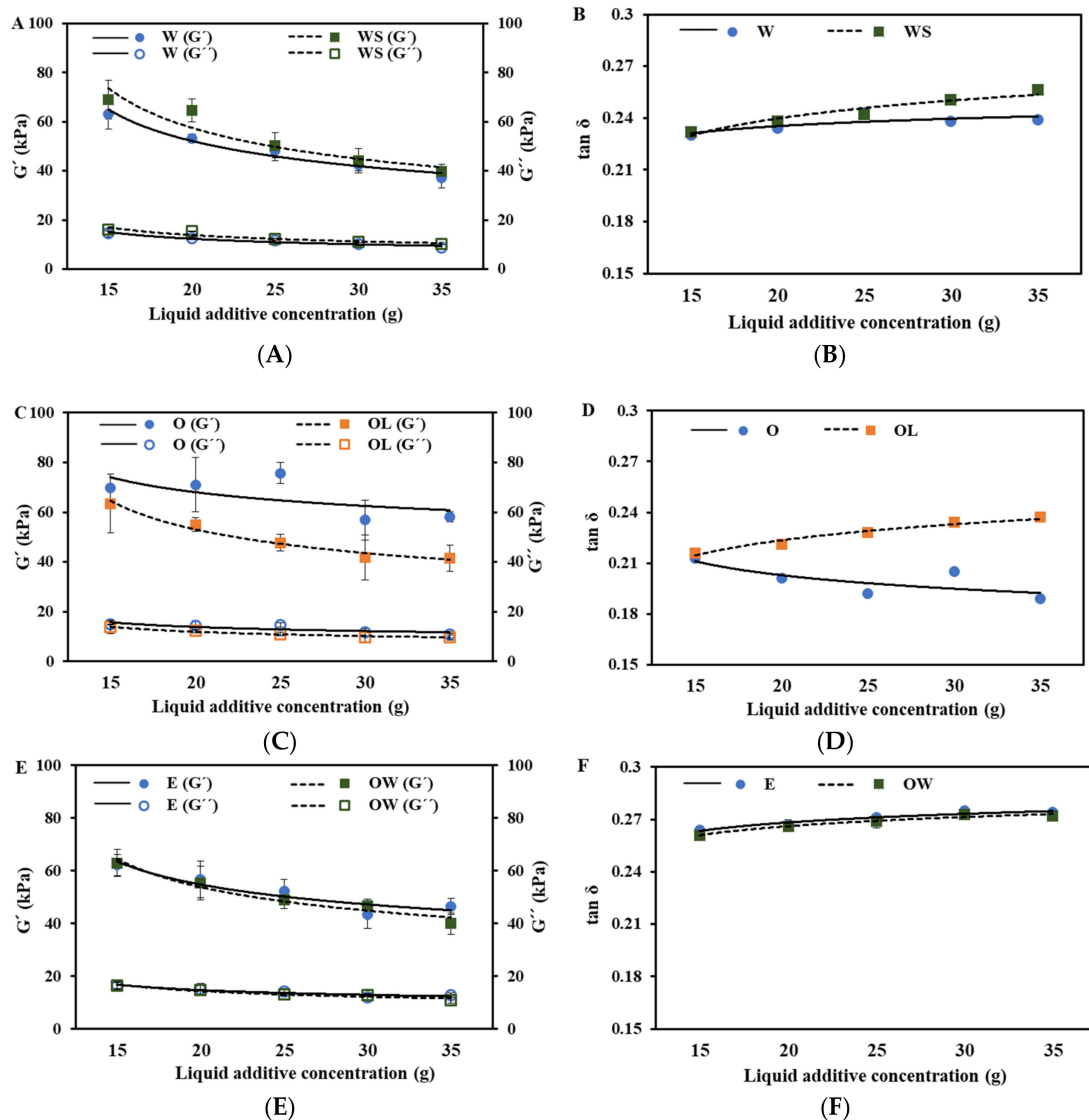 A
W (G´) WS (G´)
W (G´´) WS (G´´)
100
80
60
40
20
0
G´ (kPa)
100
80
60
40
20
0
G´´ (kPa)
15 20 25 30 35
Liquid additive concentration (g)
(A)
B
W WS
0.3
0.27
0.24
0.21
0.18
0.15
tan δ
15 20 25 30 35
Liquid additive concentration (g)
(B)
C
O (G´) OL (G´)
O (G´´) OL (G´´)
100
80
60
40
20
0
G´ (kPa)
100
80
60
40
20
0
G´´ (kPa)
15 20 25 30 35
Liquid additive concentration (g)
(C)
D
O OL
0.3
0.27
0.24
0.21
0.18
0.15
tan δ
15 20 25 30 35
Liquid additive concentration (g)
(D)
E
E (G´) OW (G´)
E (G´´) OW (G´´)
100
80
60
40
20
0
G´ (kPa)
100
80
60
40
20
0
G´´ (kPa)
15 20 25 30 35
Liquid additive concentration (g)
(E)
F
E OW
0.3
0.27
0.24
0.21
0.18
0.15
tan δ
15 20 25 30 35
Liquid additive concentration (g)
(F)